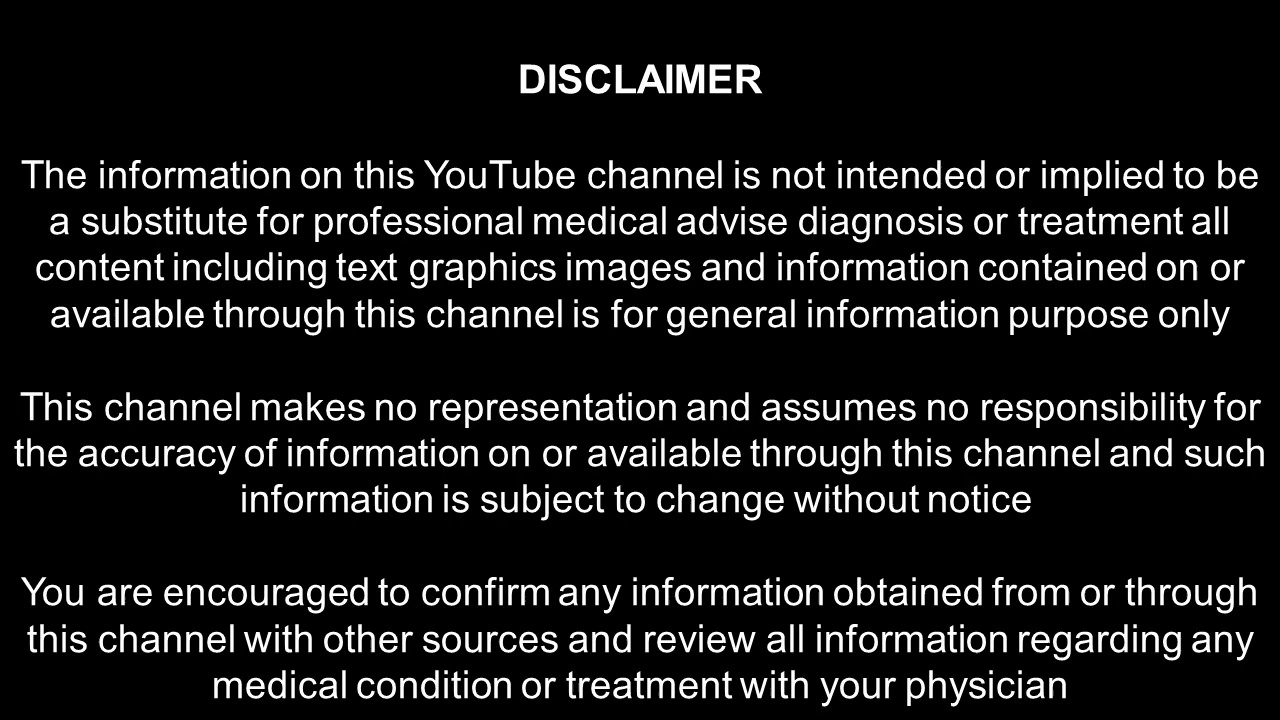 DISCLAIMER
The information on this YouTube channel is not intended or implied to be
a substitute for professional medical advise diagnosis or treatment all
content including text graphics images and information contained on or
available through this channel is for general information purpose only
This channel makes no representation and assumes no responsibility for
the accuracy of information on or available through this channel and such
information is subject to change without notice
You are encouraged to confirm any information obtained from or through
this channel with other sources and review all information regarding any
medical condition or treatment with your physician